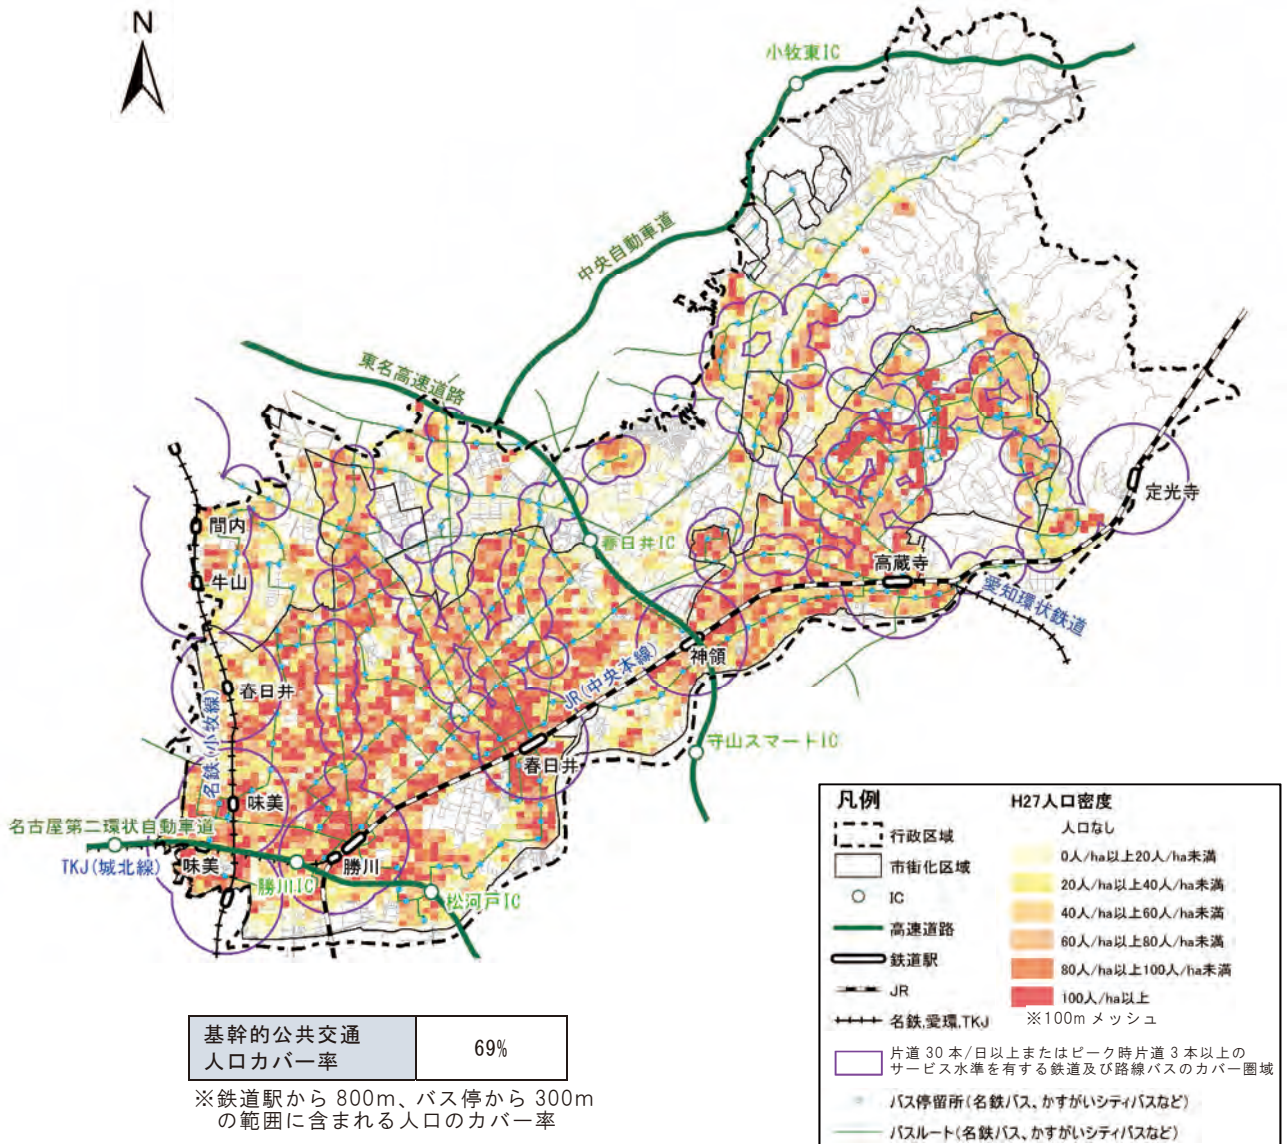 N
小牧東IC
中央自動車道
東名高速道路
間内
牛山
春日井IC
高蔵寺
定光寺
愛知環状鉄道
神領
JR(中央本線)
名鉄(小牧線)
春日井
春日井
守山スマートIC
味美
名古屋第二環状自動車道
TKJ(城北線)
味美
勝川
勝川IC
松河戸IC
凡例
行政区域
市街化区域
IC
高速道路
鉄道駅
JR
名鉄,愛環,TKJ
H27人口密度
人口なし
0人/ha以上20人/ha未満
20人/ha以上40人/ha未満
40人/ha以上60人/ha未満
60人/ha以上80人/ha未満
80人/ha以上100人/ha未満
100人/ha以上
※100mメッシュ
片道30本/日以上またはピーク時片道3本以上の
サービス水準を有する鉄道及び路線バスのカバー圏域
バス停留所(名鉄バス、かすがいシティバスなど)
バスルート(名鉄バス、かすがいシティバスなど)
基幹的公共交通
人口カバー率
69%
※鉄道駅から800m、バス停から300m
の範囲に含まれる人口のカバー率